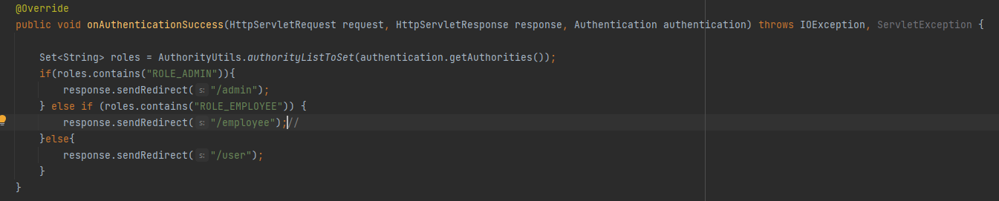 @Override
public void onAuthenticationSuccess(HttpServletRequest request, HttpServletResponse response, Authentication authentication) throws IOException, ServletException {
Set<String> roles = AuthorityUtils.authorityListToSet(authentication.getAuthorities());
if(roles.contains("ROLE_ADMIN")){
response.sendRedirect( s: "/admin");
} else if (roles.contains("ROLE_EMPLOYEE")) {
response.sendRedirect( s: "/employee");//
}else{
response.sendRedirect( s: "/user");
}
}